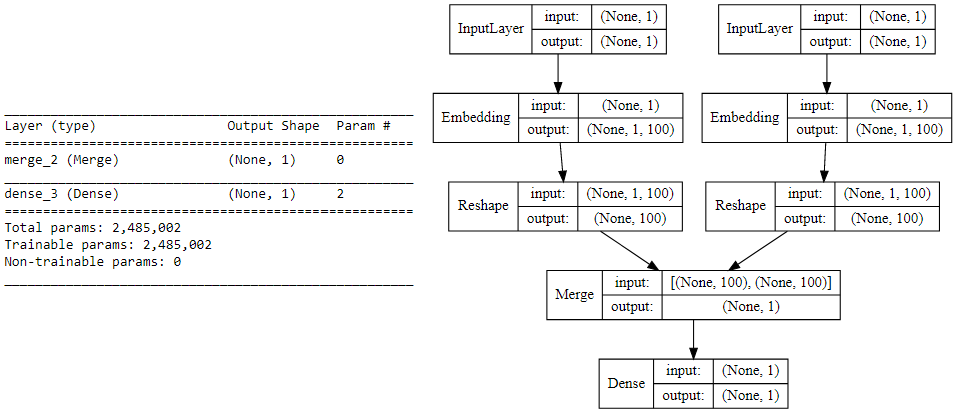 Layer (type) Output Shape Param #
merge_2 (Merge) (None, 1) 0
dense_3 (Dense) (None, 1) 2
Total params: 2,485,002
Trainable params: 2,485,002
Non-trainable params: 0
InputLayer
input: (None, 1)
output: (None, 1)
InputLayer
input: (None, 1)
output: (None, 1)
Embedding
input: (None, 1)
output: (None, 1, 100)
Embedding
input: (None, 1)
output: (None, 1, 100)
Reshape
input: (None, 1, 100)
output: (None, 100)
Reshape
input: (None, 1, 100)
output: (None, 100)
Merge
input: [(None, 100), (None, 100)]
output: (None, 1)
Dense
input: (None, 1)
output: (None, 1)